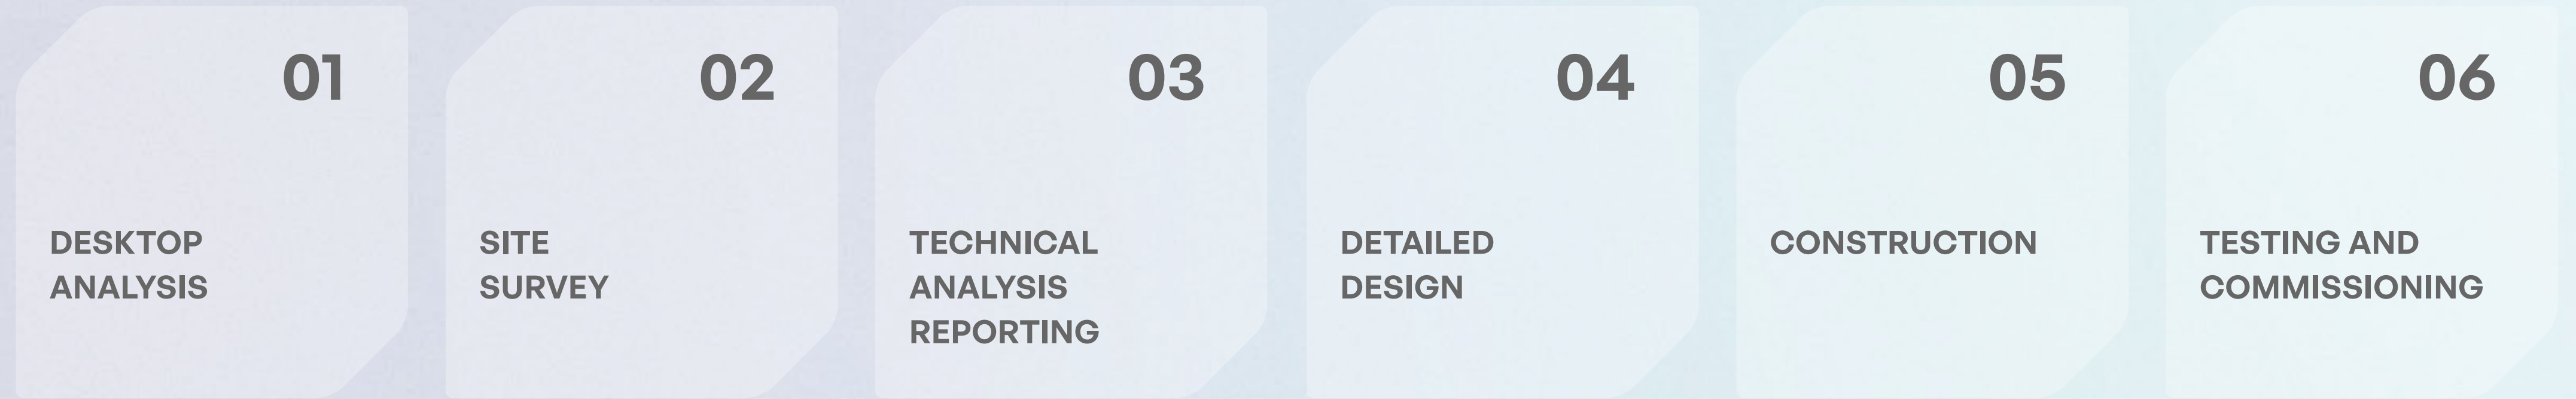 01
DESKTOP
ANALYSIS
02
SITE
SURVEY
03
TECHNICAL
ANALYSIS
REPORTING
04
DETAILED
DESIGN
05
CONSTRUCTION
06
TESTING AND
COMMISSIONING